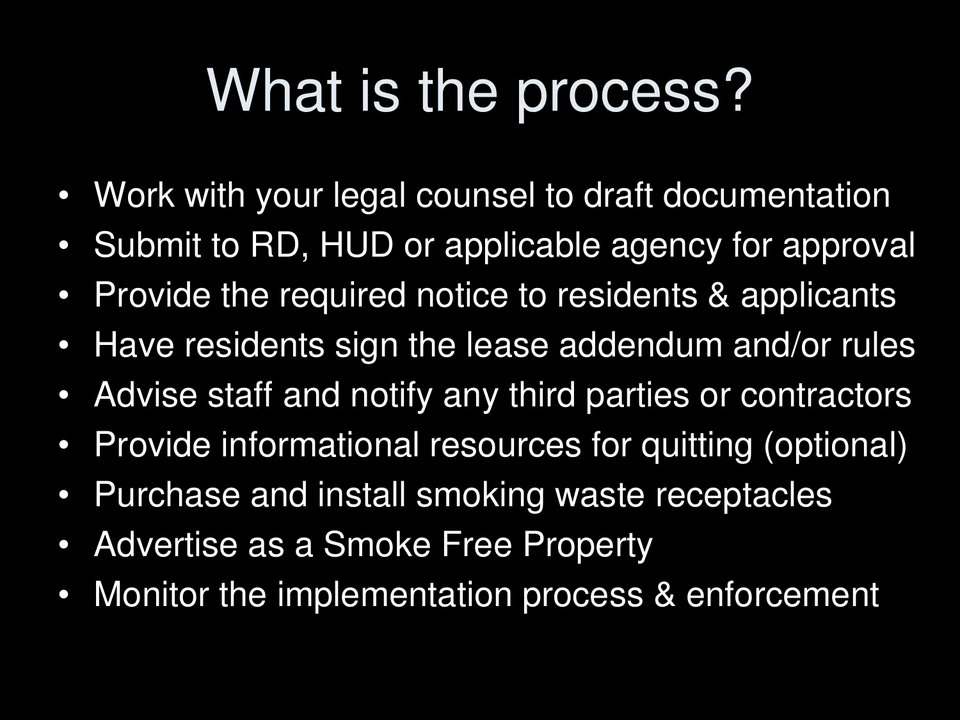 What is the process?
• Work with your legal counsel to draft documentation
• Submit to RD, HUD or applicable agency for approval
• Provide the required notice to residents & applicants
• Have residents sign the lease addendum and/or rules
• Advise staff and notify any third parties or contractors
• Provide informational resources for quitting (optional)
• Purchase and install smoking waste receptacles
• Advertise as a Smoke Free Property
• Monitor the implementation process & enforcement